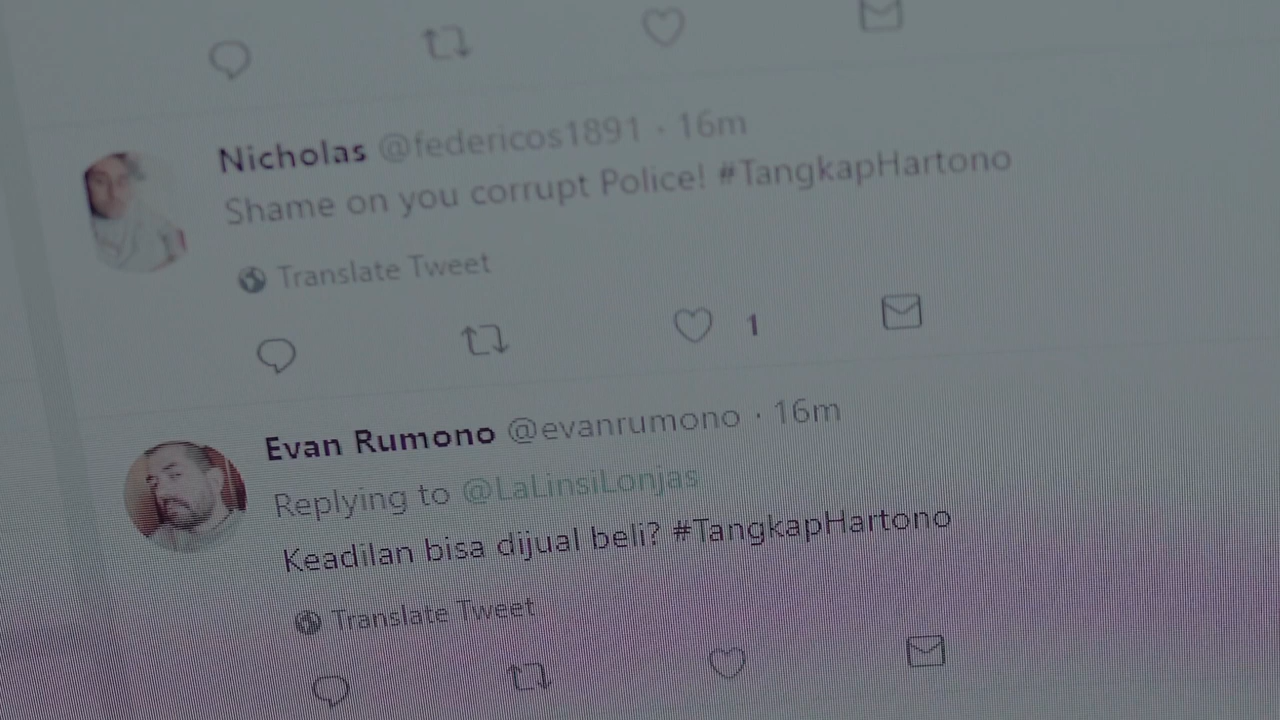 Nicholas @federicos1891 · 16m
Shame on you corrupt Police! #TangkapHartono
Translate Tweet
1
Evan Rumono @evanrumono · 16m
Replying to @LaLinsiLonjas
Keadilan bisa dijual beli? #TangkapHartono
Translate Tweet